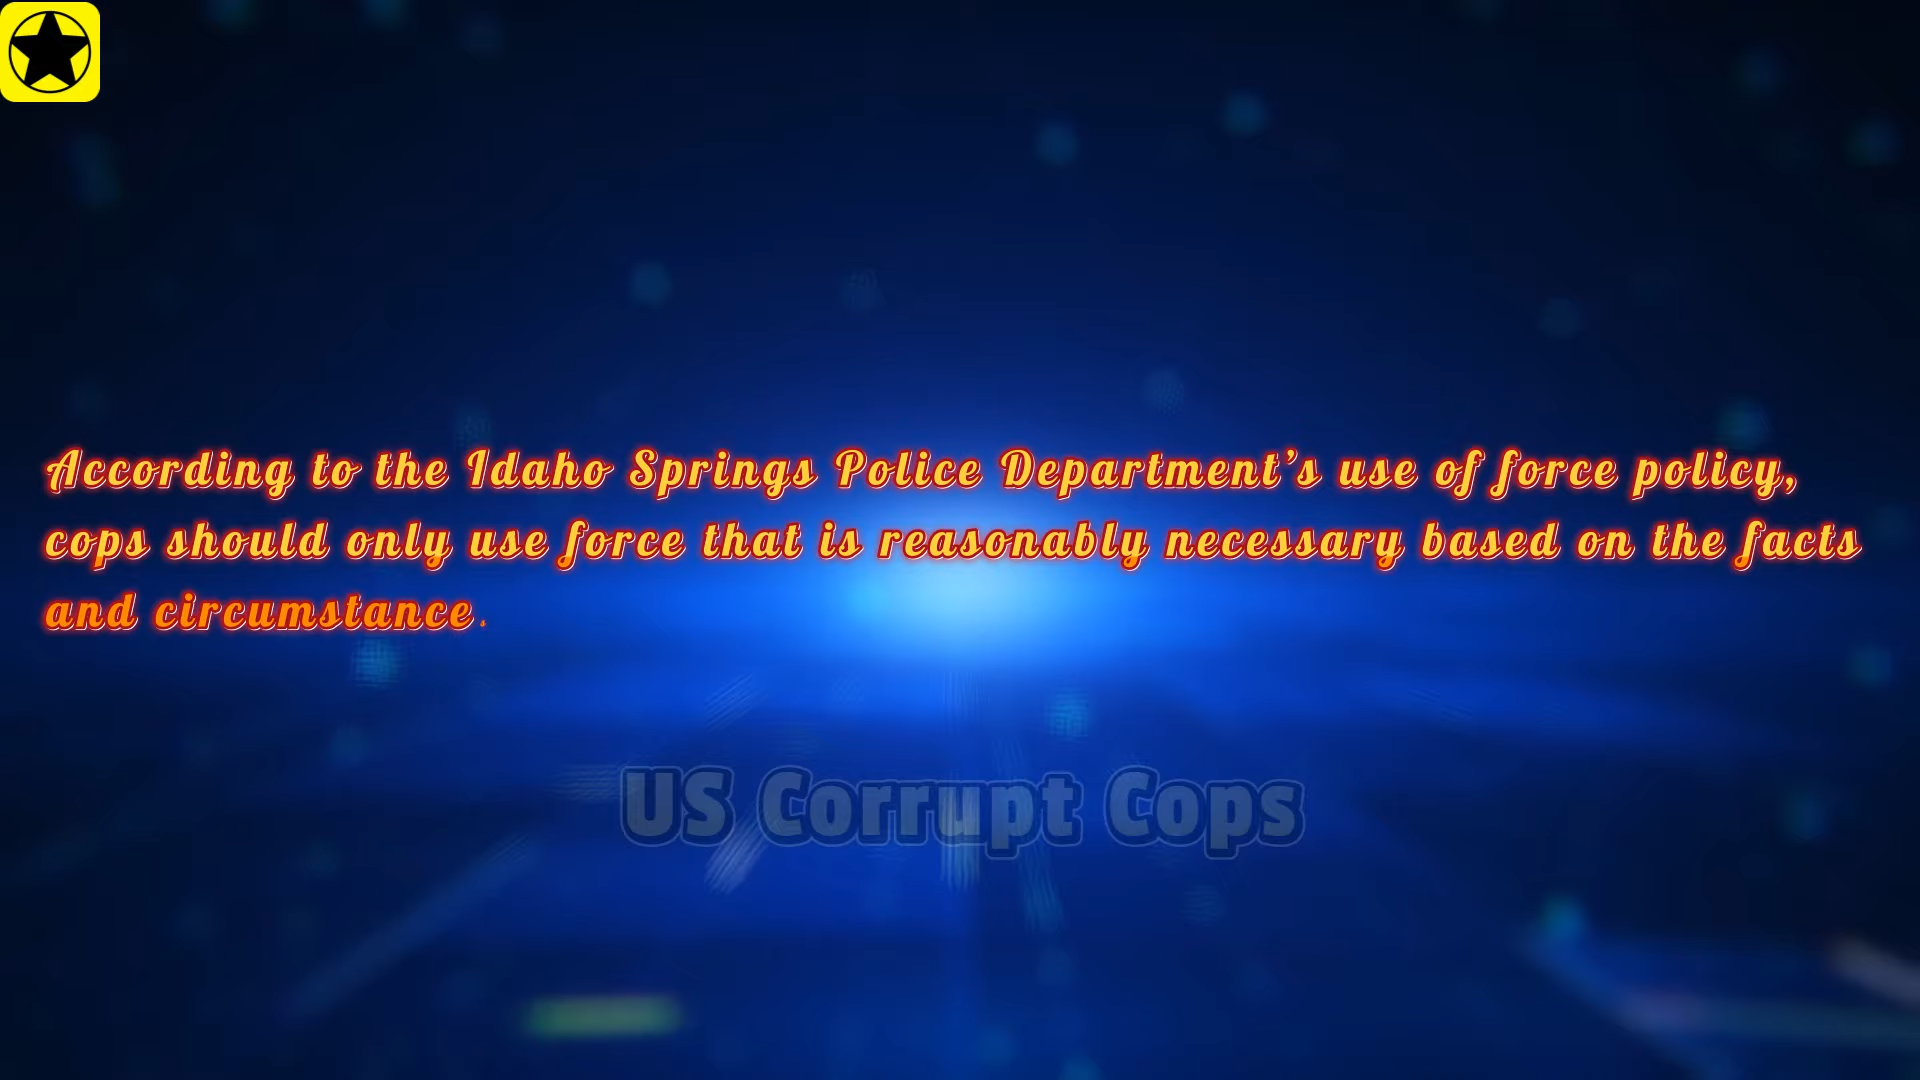 According to the Idaho Springs Police Department’s use of force policy,
cops should only use force that is reasonably necessary based on the facts
and circumstance.
US Corrupt Cops